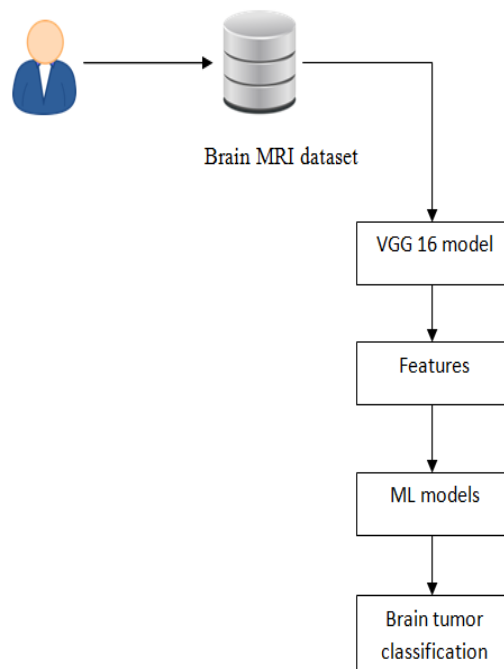 Brain MRI dataset
VGG 16 model
Features
ML models
Brain tumor
classification